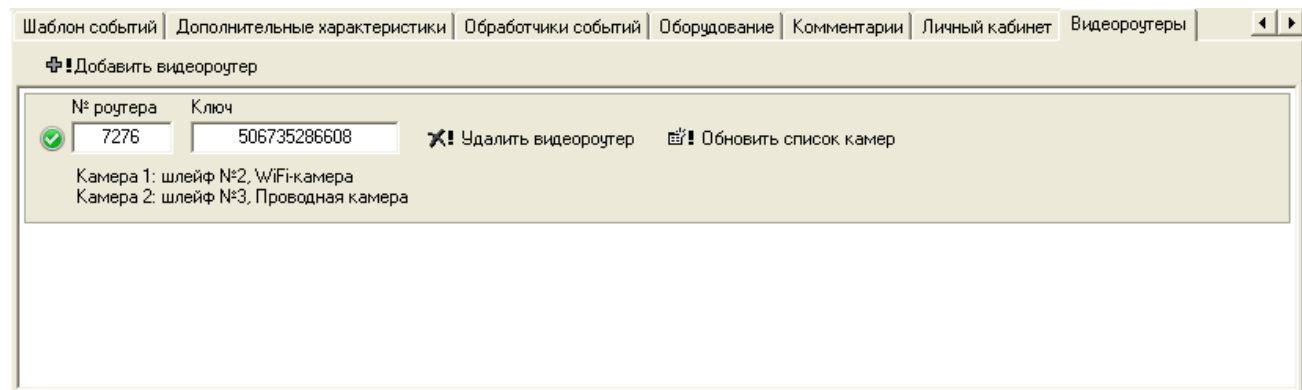 Шаблон событий Дополнительные характеристики Обработчики событий Оборудование Комментарии Личный кабинет Видеороутеры
!Добавить видеороутер
№ роутера Ключ
7276 506735286608 ! Удалить видеороутер ! Обновить список камер
Камера 1: шлейф №2, WiFi-камера
Камера 2: шлейф №3, Проводная камера